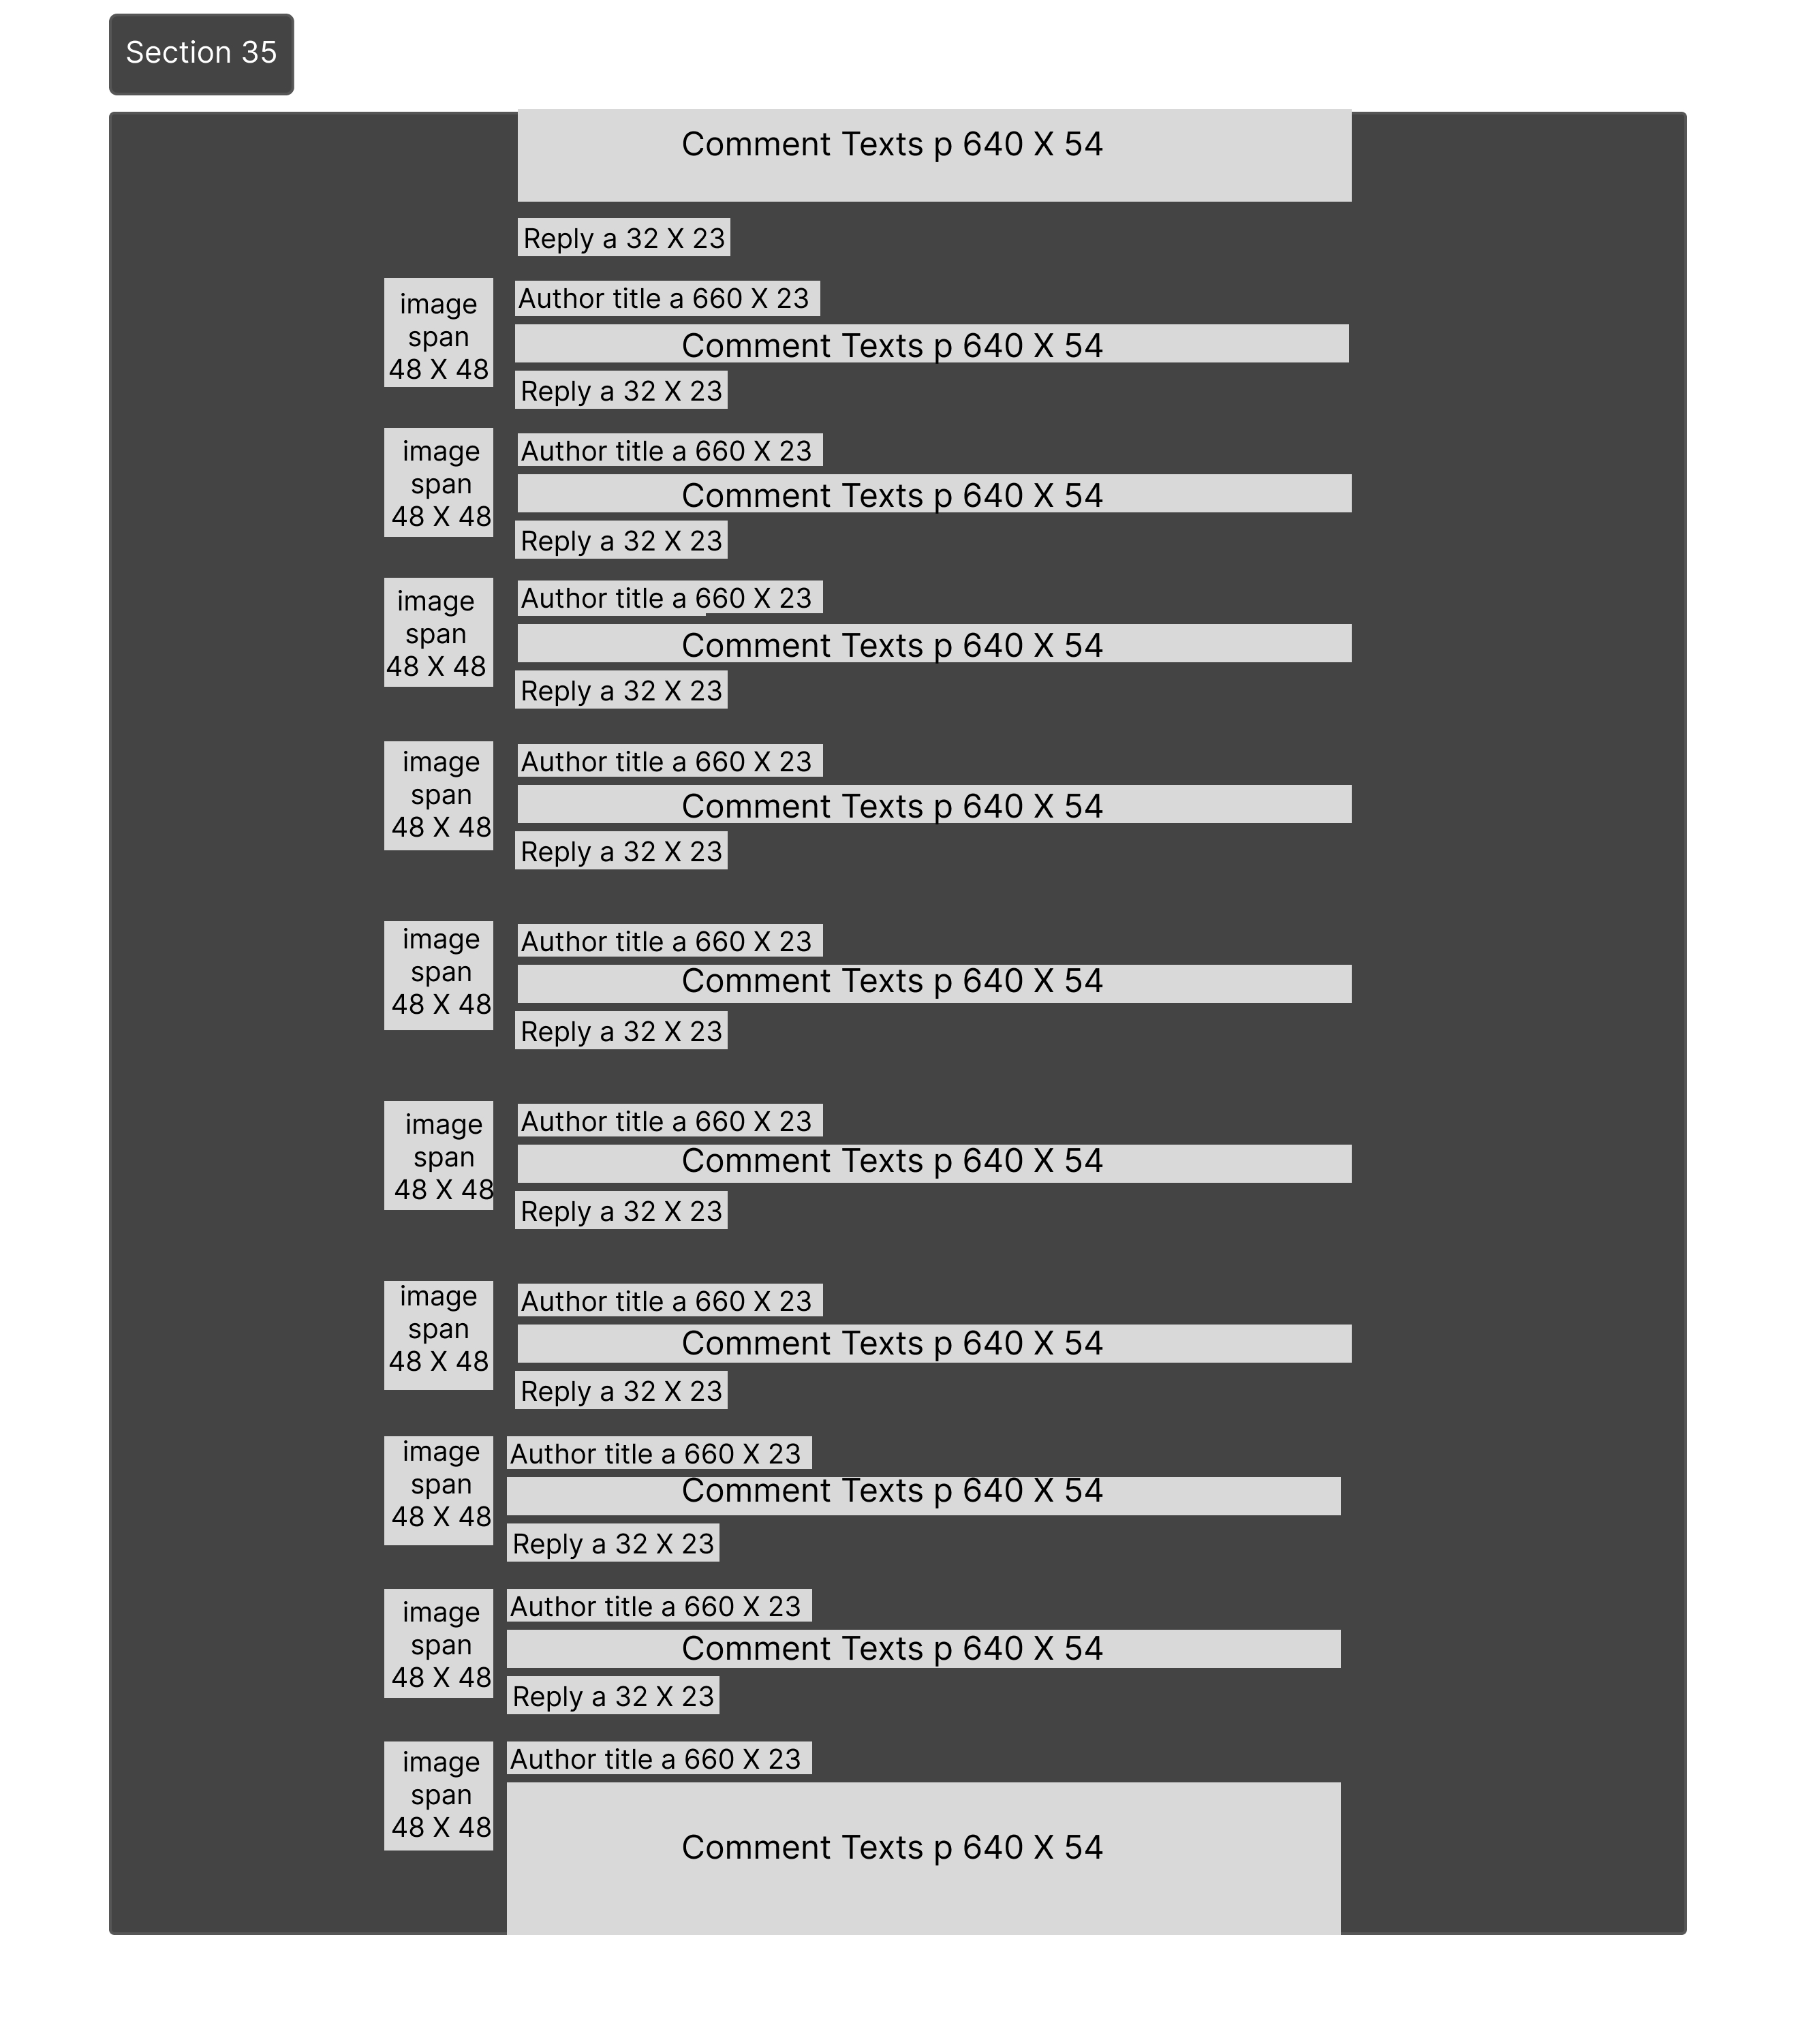 Section 35
Comment Texts p 640 X 54
Reply a 32 X 23
image
span
48 X 48
Author title a 660 X 23
Comment Texts p 640 X 54
Reply a 32 X 23
image
span
48 X 48
Author title a 660 X 23
Comment Texts p 640 X 54
Reply a 32 X 23
image
span
48 X 48
Author title a 660 X 23
Comment Texts p 640 X 54
Reply a 32 X 23
image
span
48 X 48
Author title a 660 X 23
Comment Texts p 640 X 54
Reply a 32 X 23
image
span
48 X 48
Author title a 660 X 23
Comment Texts p 640 X 54
Reply a 32 X 23
image
span
48 X 48
Author title a 660 X 23
Comment Texts p 640 X 54
Reply a 32 X 23
image
span
48 X 48
Author title a 660 X 23
Comment Texts p 640 X 54
Reply a 32 X 23
image
span
48 X 48
Author title a 660 X 23
Comment Texts p 640 X 54
Reply a 32 X 23
image
span
48 X 48
Author title a 660 X 23
Comment Texts p 640 X 54
Reply a 32 X 23
image
span
48 X 48
Author title a 660 X 23
Comment Texts p 640 X 54